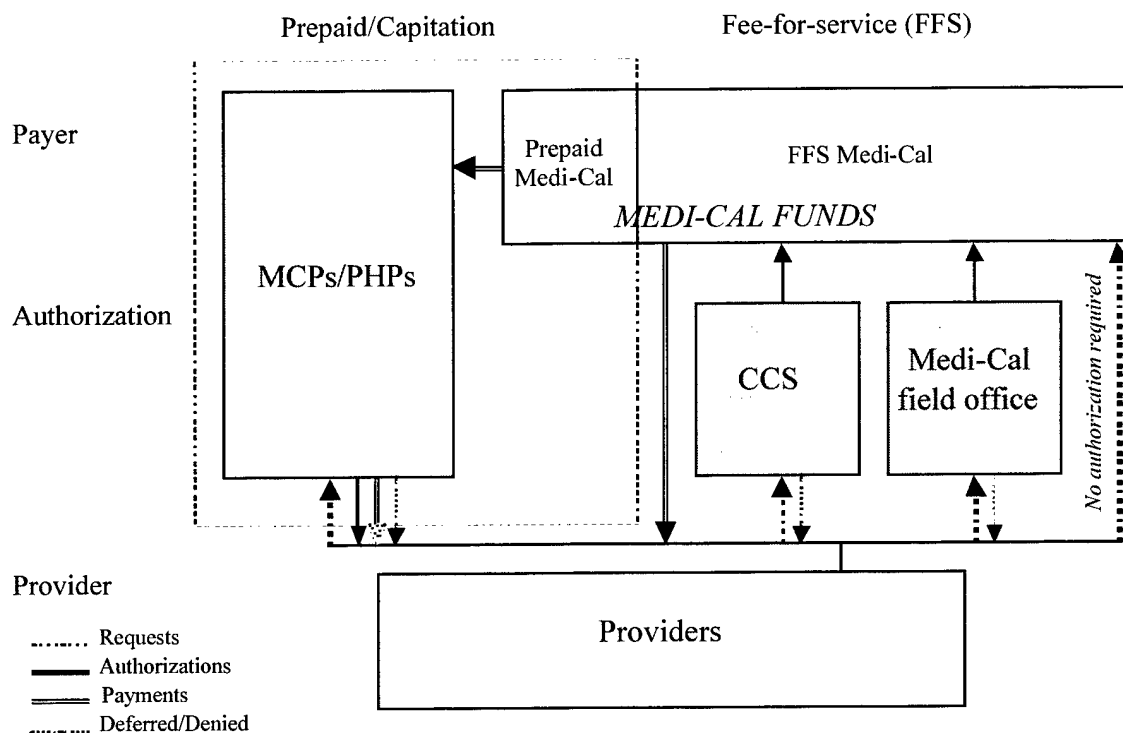 Prepaid/Capitation
Fee-for-service (FFS)
Payer
Prepaid
Medi-Cal
FFS Medi-Cal
MEDI-CAL FUNDS
MCPs/PHPs
Authorization
CCS
Medi-Cal
field office
No authorization required
Provider
Providers
Requests
Authorizations
Payments
Deferred/Denied